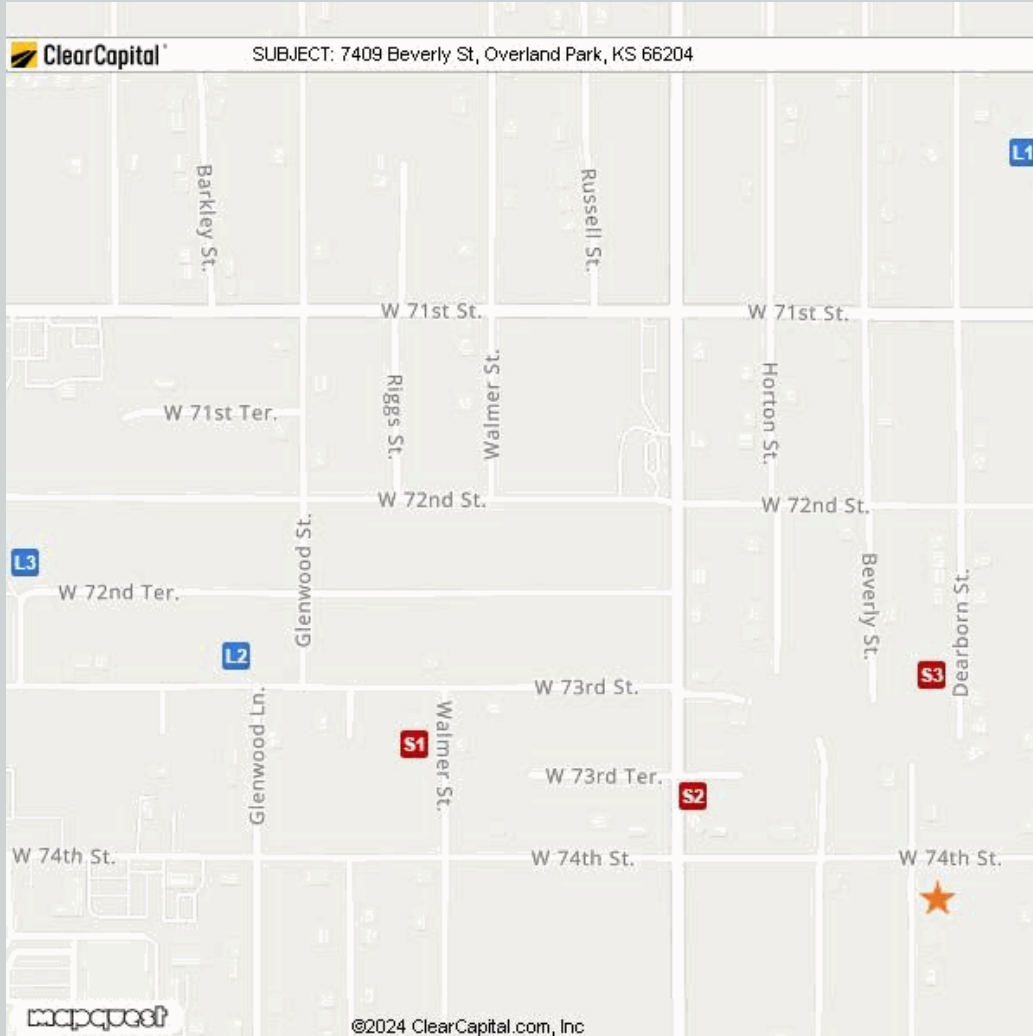 ClearCapital
SUBJECT: 7409 Beverly St, Overland Park, KS 66204
L1
Barkley St.
Russell St.
W 71st St.
W 71st St.
Walmer St.
Horton St.
Riggs St.
W 71st Ter.
W 72nd St.
W 72nd St.
Glenwood St.
L3
Beverly St.
Dearborn St.
W 72nd Ter.
L2
S3
W 73rd St.
Glenwood Ln.
Walmer St.
S1
W 73rd Ter.
S2
W 74th St.
W 74th St.
W 74th St.
mapquest
©2024 ClearCapital.com, Inc